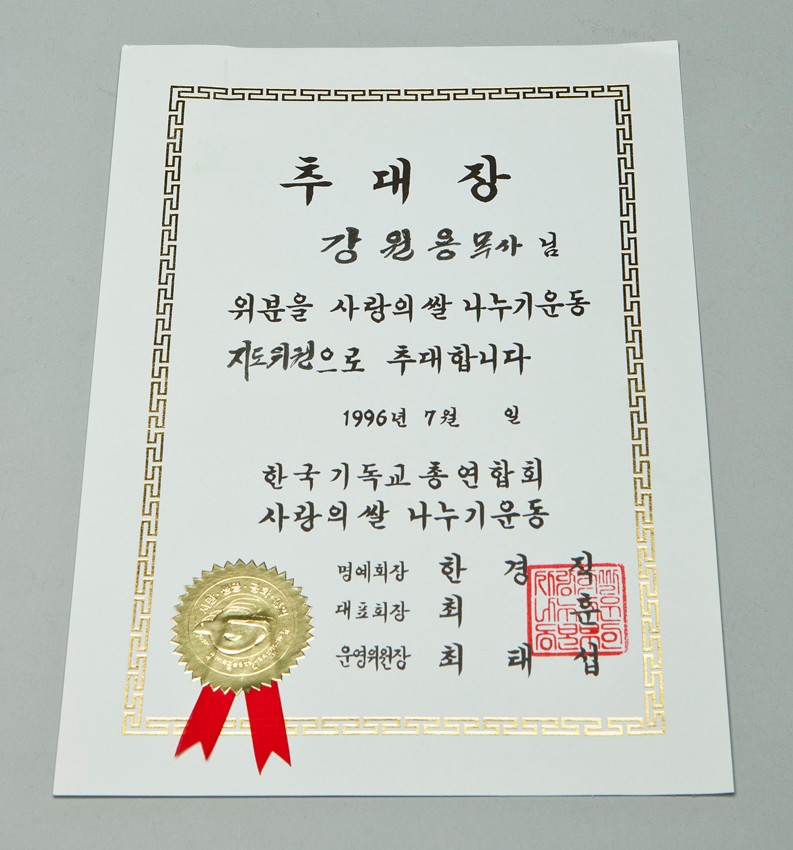 추대장
강원용 목사님
위분을 사랑의쌀 나누기운동
지도위원으로 추대합니다
1996년 7월 일
한국기독교총연합회
사랑의쌀 나누기운동
명예회장 한경직
대표회장 최훈
운영위원장 최태섭